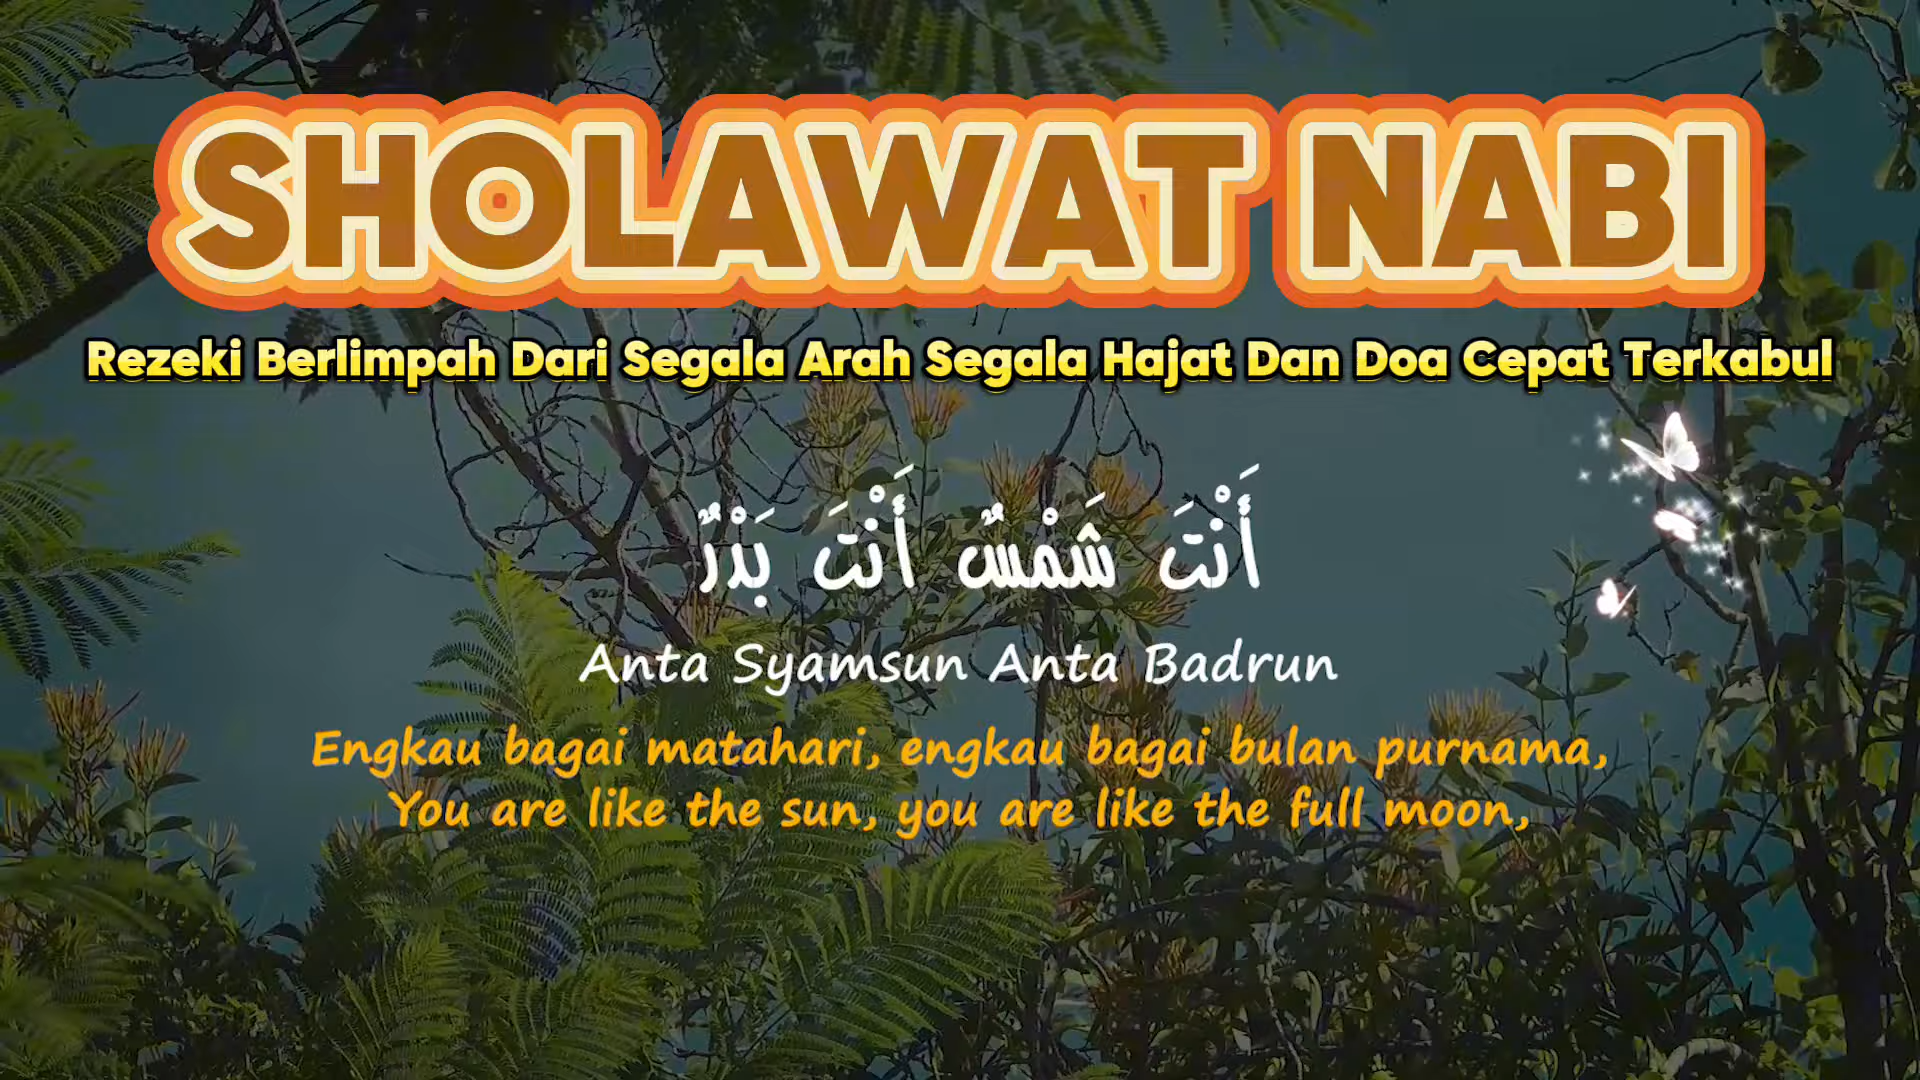 SHOLAWAT NABI
Rezeki Berlimpah Dari Segala Arah Segala Hajat Dan Doa Cepat Terkabul
أَنْتَ شَمْسٌ أَنْتَ بَدْرٌ
Anta Syamsun Anta Badrun
Engkau bagai matahari, engkau bagai bulan purnama,
You are like the sun, you are like the full moon,